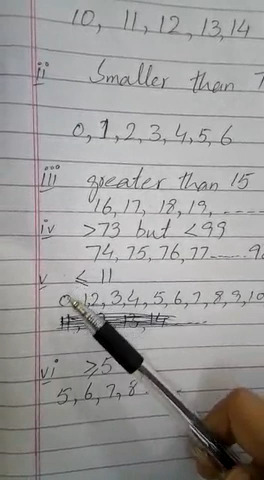 10, 11, 12, 13, 14
ii Smaller than 7
0, 1, 2, 3, 4, 5, 6
iii greater than 15
16, 17, 18, 19, .......
iv >73 but <99
74, 75, 76, 77......9
v ≤ 11
0, 1, 2, 3, 4, 5, 6, 7, 8, 9, 10
vi ≥5
5, 6, 7, 8......